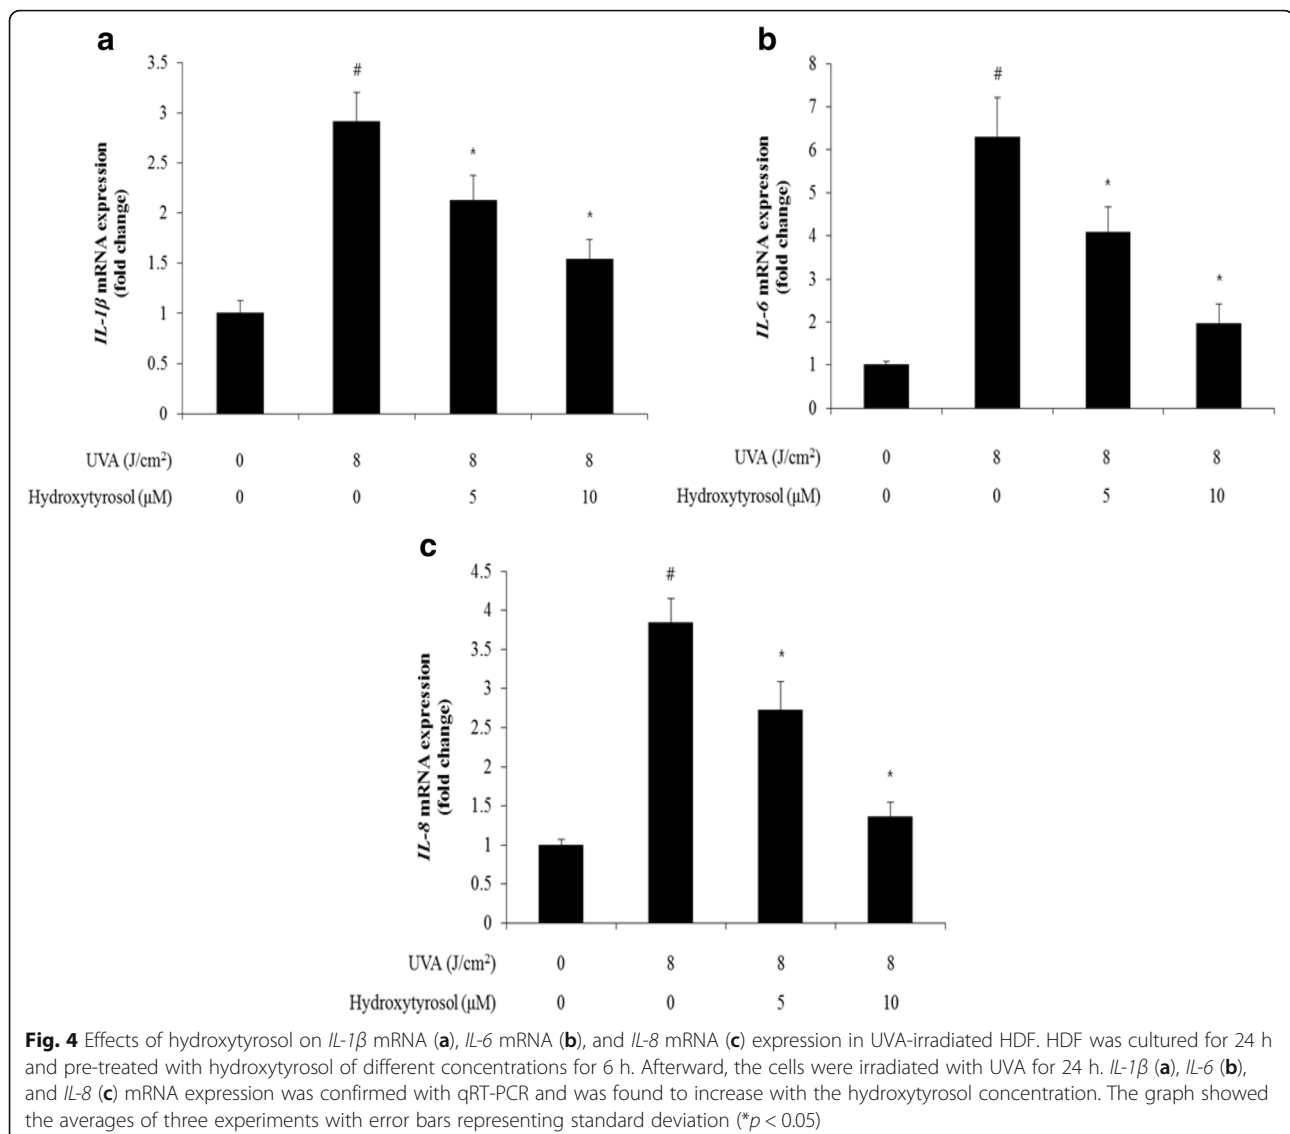 a
3.5
3
2.5
2
1.5
1
0.5
0
IL-1β mRNA expression
(fold change)
#
*
*
UVA (J/cm²) 0 8 8 8
Hydroxytyrosol (μM) 0 0 5 10
b
8
7
6
5
4
3
2
1
0
IL-6 mRNA expression
(fold change)
#
*
*
UVA (J/cm²) 0 8 8 8
Hydroxytyrosol (μM) 0 0 5 10
c
4.5
4
3.5
3
2.5
2
1.5
1
0.5
0
IL-8 mRNA expression
(fold change)
#
*
*
UVA (J/cm²) 0 8 8 8
Hydroxytyrosol (μM) 0 0 5 10
Fig. 4 Effects of hydroxytyrosol on IL-1β mRNA (a), IL-6 mRNA (b), and IL-8 mRNA (c) expression in UVA-irradiated HDF. HDF was cultured for 24 h
and pre-treated with hydroxytyrosol of different concentrations for 6 h. Afterward, the cells were irradiated with UVA for 24 h. IL-1β (a), IL-6 (b),
and IL-8 (c) mRNA expression was confirmed with qRT-PCR and was found to increase with the hydroxytyrosol concentration. The graph showed
the averages of three experiments with error bars representing standard deviation (*p < 0.05)